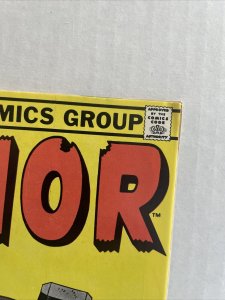 MICS GROUP
APPROVED
BY THE
COMICS
CODE
AUTHORITY
HOR
TM